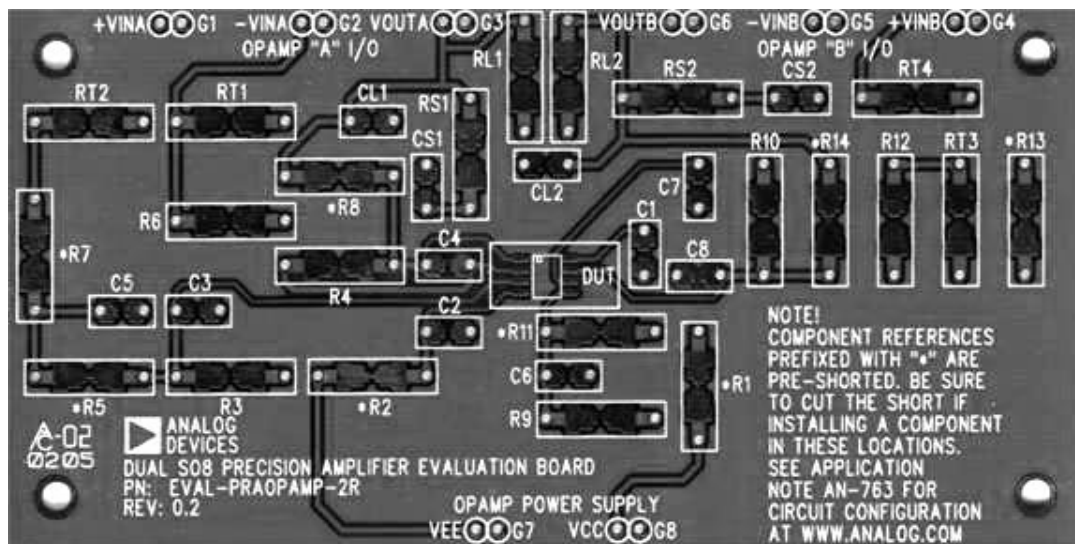 +VINA G1 -VINA G2 VOUTA G3 VOUTB G6 -VINB G5 +VINB G4
OPAMP "A" I/O OPAMP "B" I/O
RL1 RL2
RT2 RT1 CL1 RS1 RS2 CS2 RT4
CS1 CL2 C7 R10 *R14 R12 RT3 *R13
*R8
R6
*R7 C4 C1 C8
DUT
R4
C5 C3 C2 *R11
C6 *R1
*R5 R3 *R2 R9
NOTE!
COMPONENT REFERENCES
PREFIXED WITH "*" ARE
PRE-SHORTED. BE SURE
TO CUT THE SHORT IF
INSTALLING A COMPONENT
IN THESE LOCATIONS.
SEE APPLICATION
NOTE AN-763 FOR
CIRCUIT CONFIGURATION
AT WWW.ANALOG.COM
C-02
0205
ANALOG
DEVICES
DUAL SO8 PRECISION AMPLIFIER EVALUATION BOARD
PN: EVAL-PRAOPAMP-2R
REV: 0.2
OPAMP POWER SUPPLY
VEE G7 VCC G8